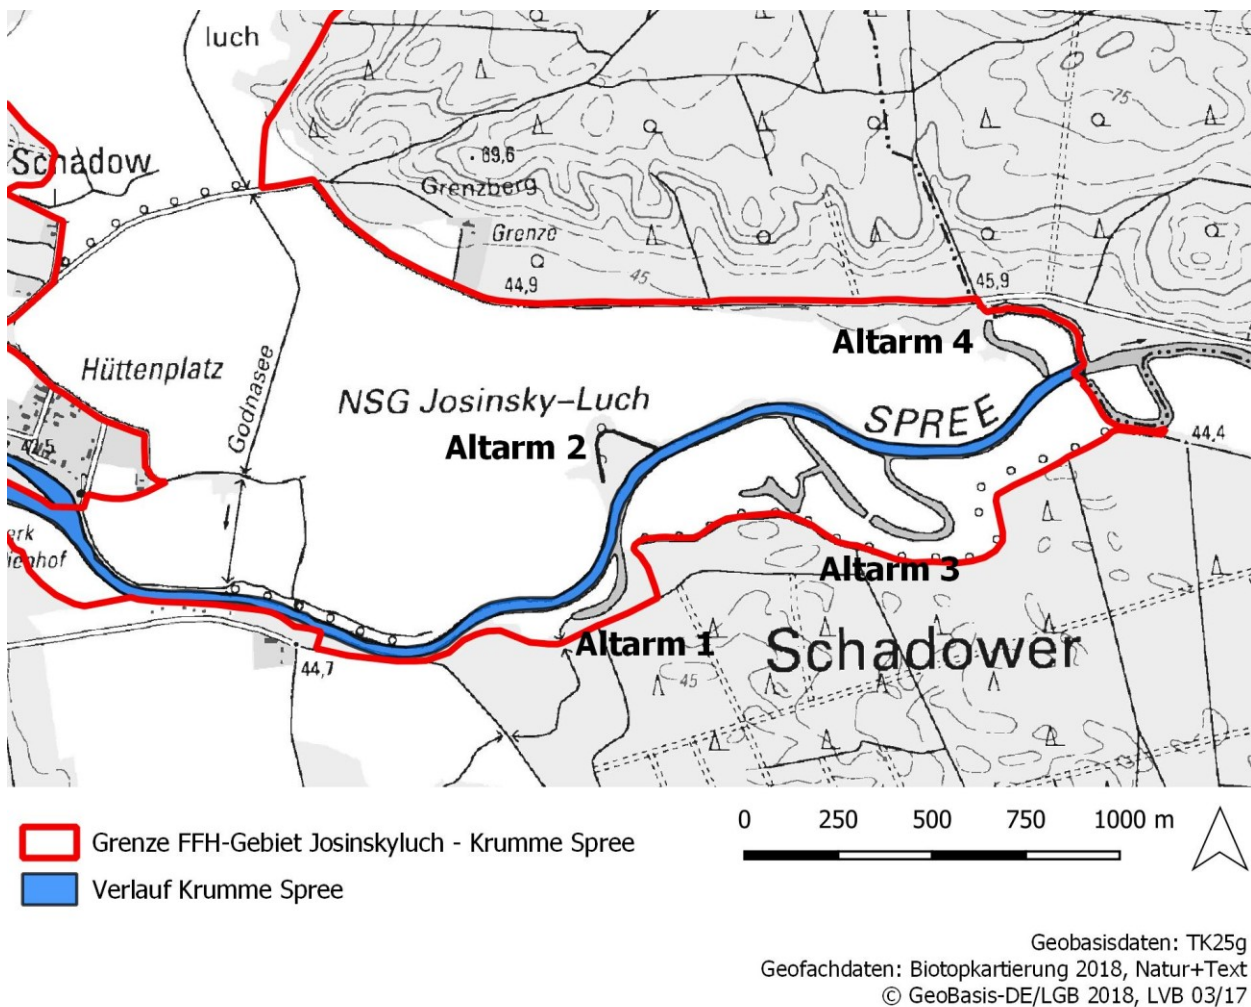 luch
Schadow
75
69,6
Grenzberg
Grenze
45
44,9
45,9
Altarm 4
Hüttenplatz
Godnasee
NSG Josinsky-Luch
SPREE
Altarm 2
44,4
Altarm 3
Altarm 1
Schadower
44,7
45
0 250 500 750 1000 m
Grenze FFH-Gebiet Josinskyluch - Krumme Spree
Verlauf Krumme Spree
Geobasisdaten: TK25g
Geofachdaten: Biotopkartierung 2018, Natur+Text
© GeoBasis-DE/LGB 2018, LVB 03/17